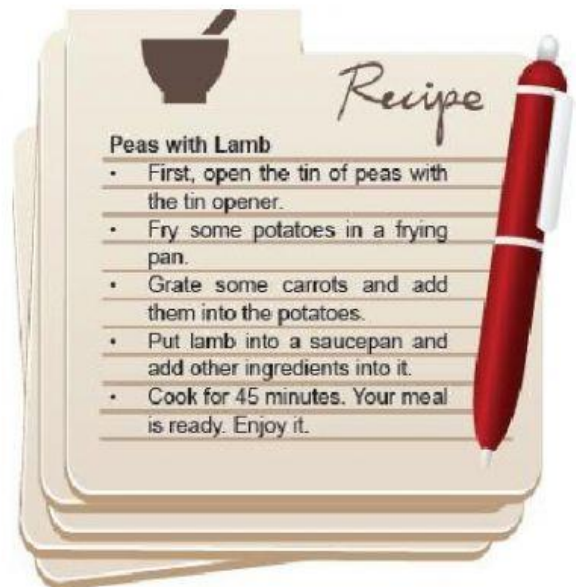 Recipe
Peas with Lamb
• First, open the tin of peas with
the tin opener.
• Fry some potatoes in a frying
pan.
• Grate some carrots and add
them into the potatoes.
• Put lamb into a saucepan and
add other ingredients into it.
• Cook for 45 minutes. Your meal
is ready. Enjoy it.